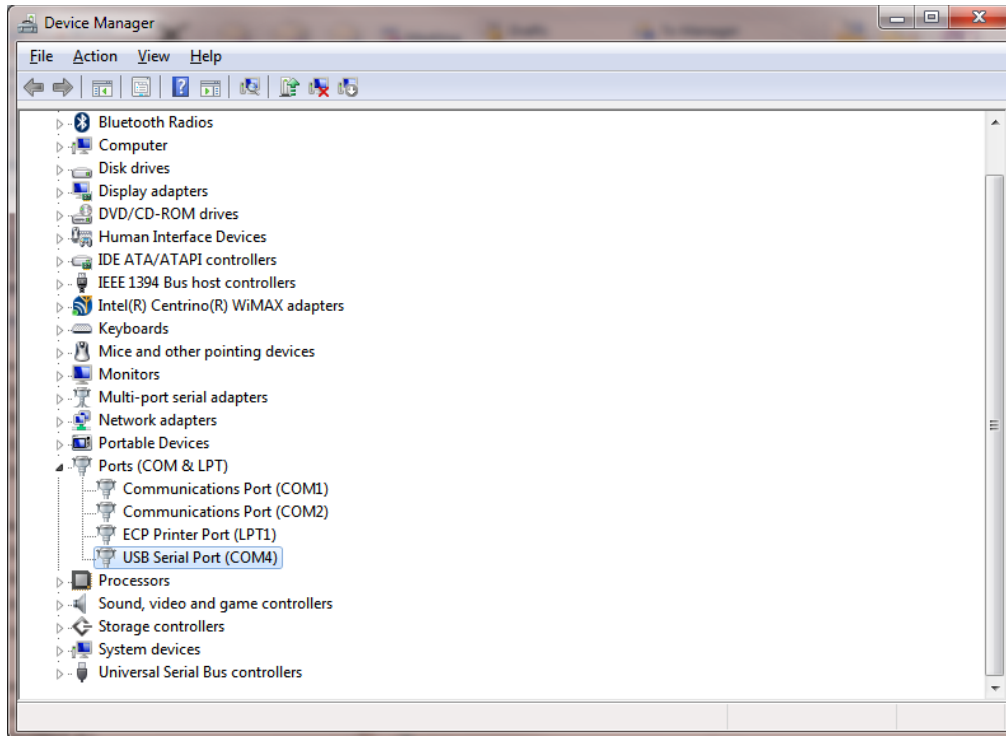 Device Manager
File Action View Help
Bluetooth Radios
Computer
Disk drives
Display adapters
DVD/CD-ROM drives
Human Interface Devices
IDE ATA/ATAPI controllers
IEEE 1394 Bus host controllers
Intel(R) Centrino(R) WiMAX adapters
Keyboards
Mice and other pointing devices
Monitors
Multi-port serial adapters
Network adapters
Portable Devices
Ports (COM & LPT)
Communications Port (COM1)
Communications Port (COM2)
ECP Printer Port (LPT1)
USB Serial Port (COM4)
Processors
Sound, video and game controllers
Storage controllers
System devices
Universal Serial Bus controllers